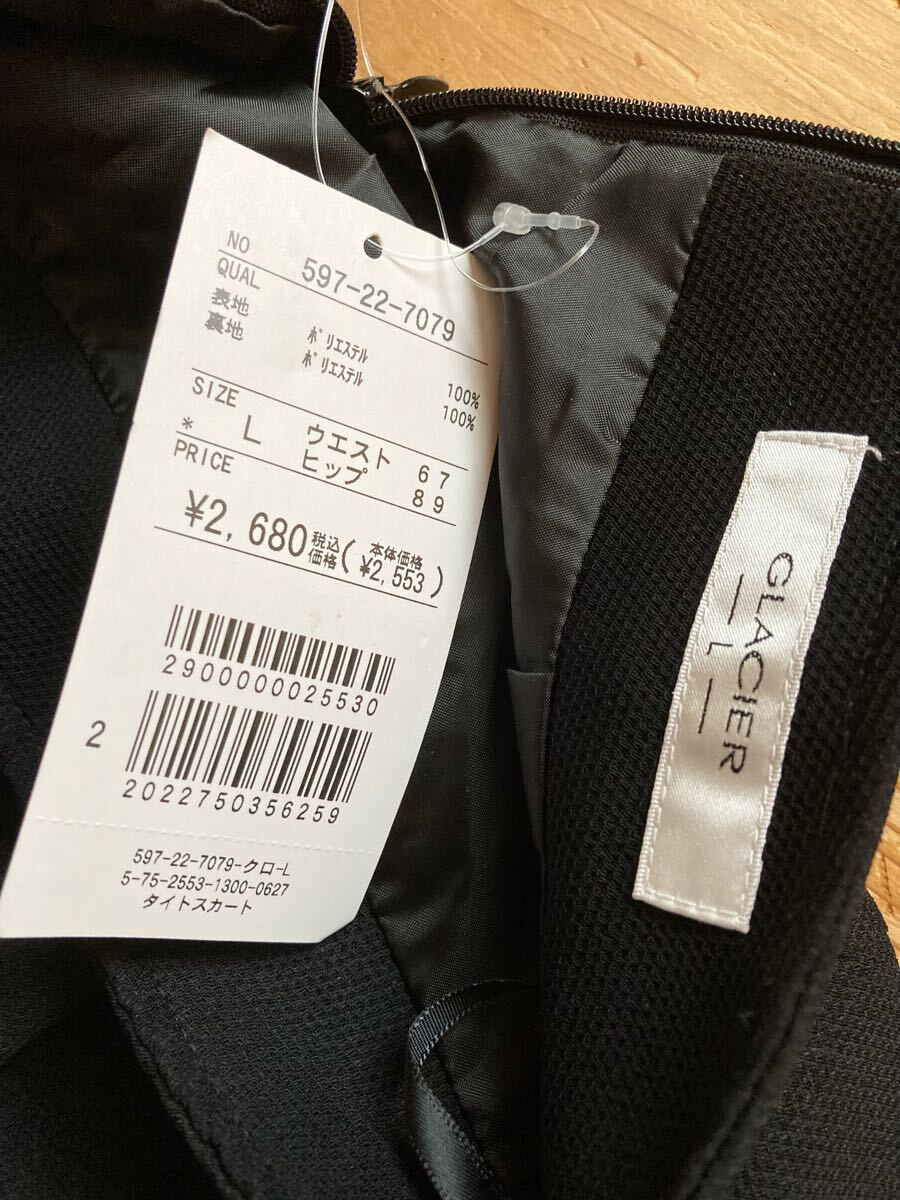 NO 597-22-7079
QUAL
表地 ポリエステル 100%
裏地 ポリエステル 100%
SIZE
* L ウエスト 67
ヒップ 89
PRICE
¥2,680税込価格(本体価格¥2,553)
2900000025530
2
2022750356259
597-22-7079-クロ-L
5-75-2553-1300-0627
タイトスカート
GLACIER
— L —